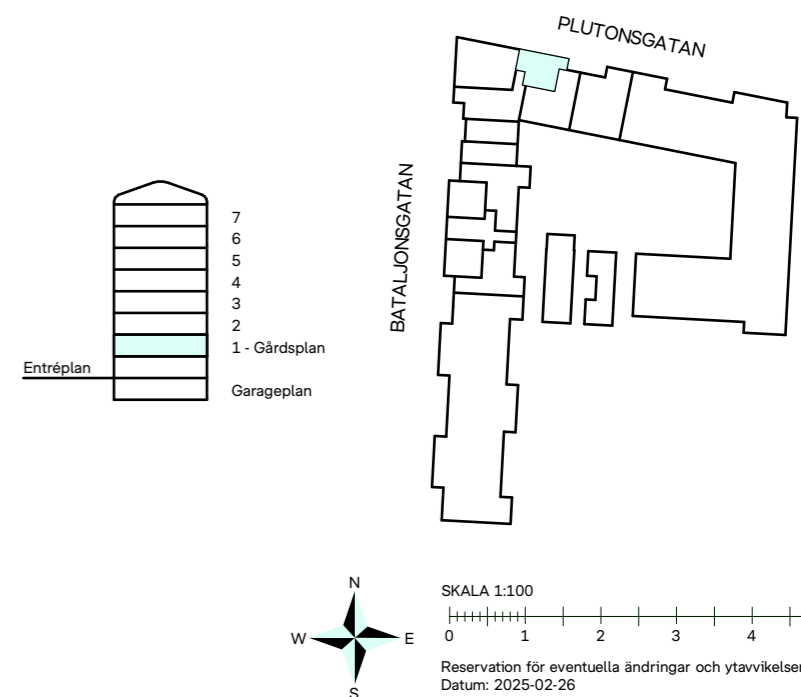 PLUTONSGATAN
BATALJONSGATAN
7
6
5
4
3
2
1 - Gårdsplan
Entréplan
Garageplan
N
W E
S
SKALA 1:100
0 1 2 3 4
Reservation för eventuella ändringar och ytavvikelser
Datum: 2025-02-26